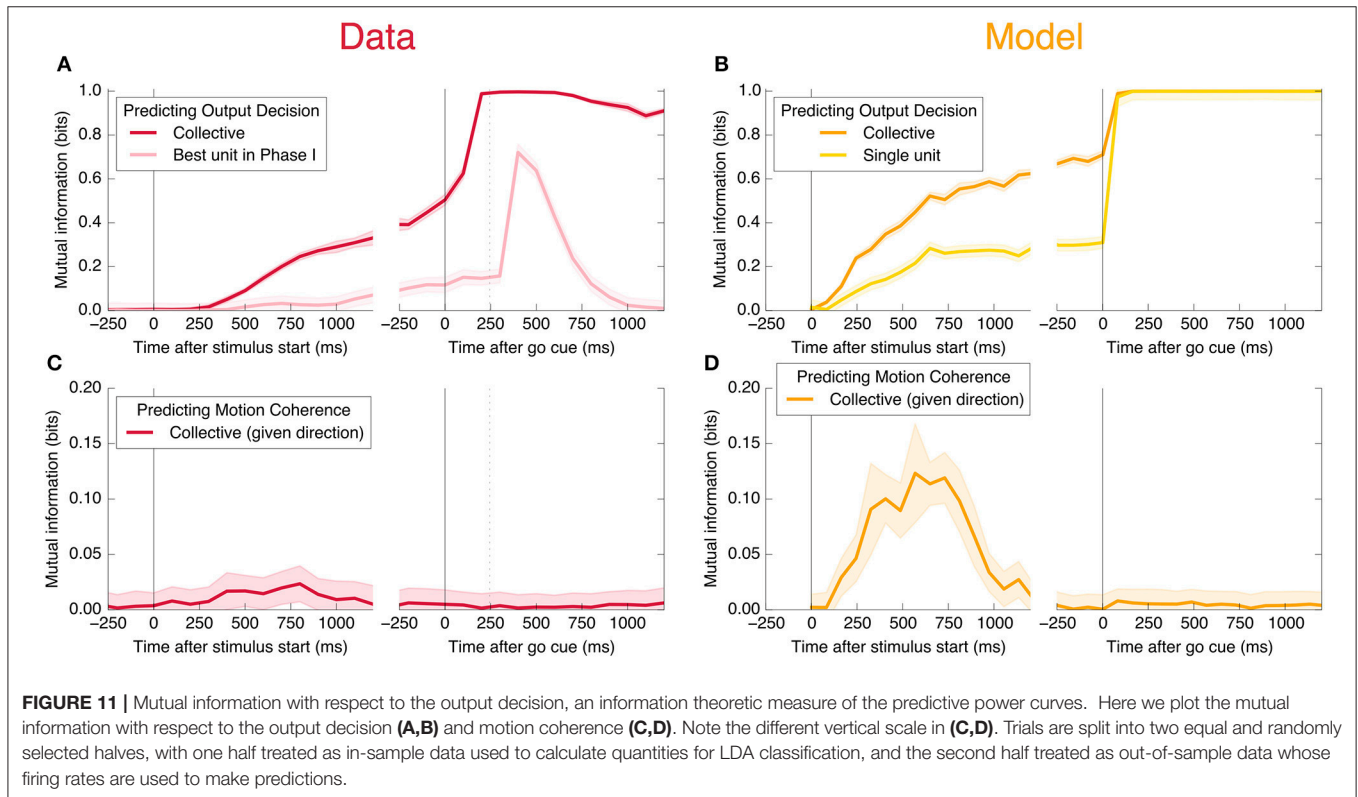 Data
Model
A
Mutual information (bits)
1.0
0.8
0.6
0.4
0.2
0.0
Predicting Output Decision
Collective
Best unit in Phase I
−250 0 250 500 750 1000
Time after stimulus start (ms)
−250 0 250 500 750 1000
Time after go cue (ms)
B
Mutual information (bits)
1.0
0.8
0.6
0.4
0.2
0.0
Predicting Output Decision
Collective
Single unit
−250 0 250 500 750 1000
Time after stimulus start (ms)
−250 0 250 500 750 1000
Time after go cue (ms)
C
Mutual information (bits)
0.20
0.15
0.10
0.05
0.00
Predicting Motion Coherence
Collective (given direction)
−250 0 250 500 750 1000
Time after stimulus start (ms)
−250 0 250 500 750 1000
Time after go cue (ms)
D
Mutual information (bits)
0.20
0.15
0.10
0.05
0.00
Predicting Motion Coherence
Collective (given direction)
−250 0 250 500 750 1000
Time after stimulus start (ms)
−250 0 250 500 750 1000
Time after go cue (ms)
FIGURE 11 | Mutual information with respect to the output decision, an information theoretic measure of the predictive power curves. Here we plot the mutual
information with respect to the output decision (A,B) and motion coherence (C,D). Note the different vertical scale in (C,D). Trials are split into two equal and randomly
selected halves, with one half treated as in-sample data used to calculate quantities for LDA classification, and the second half treated as out-of-sample data whose
firing rates are used to make predictions.